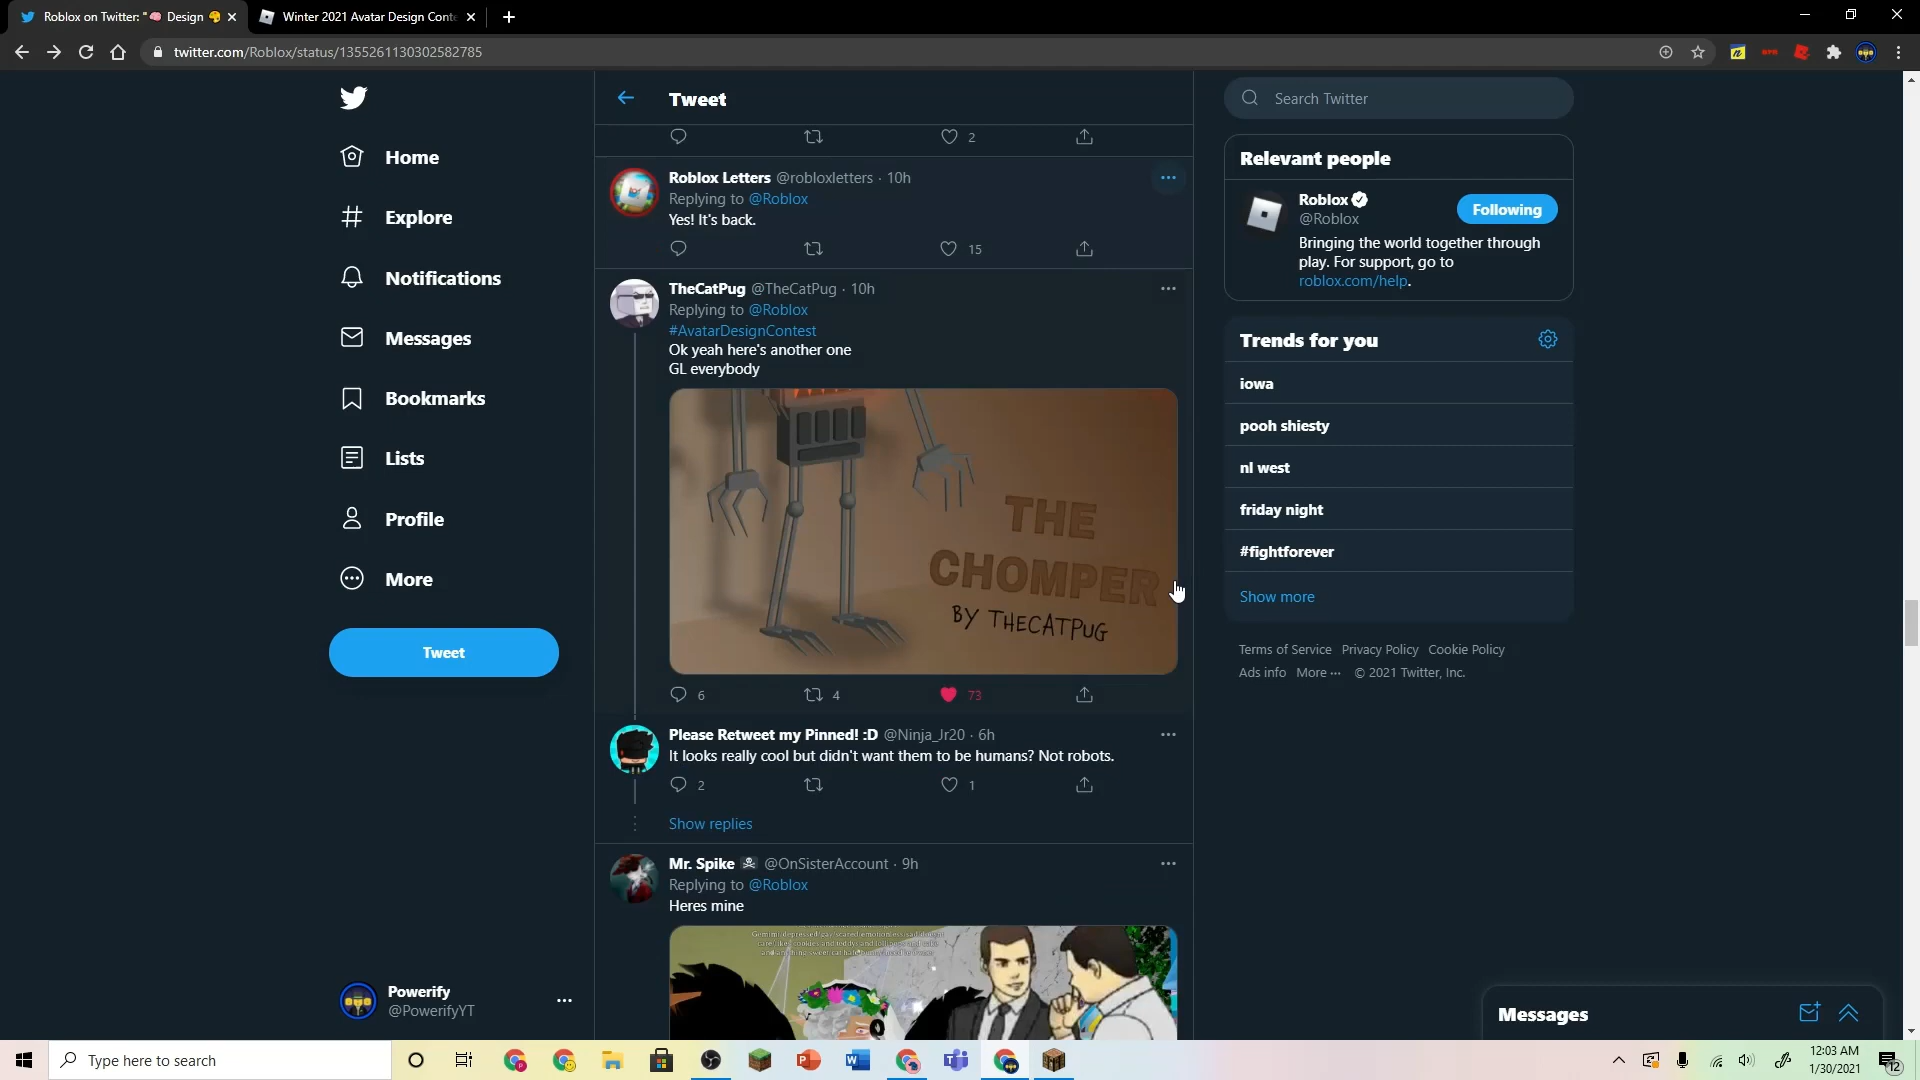 Roblox on Twitter: "🧠 Design
Winter 2021 Avatar Design Conte
twitter.com/Roblox/status/1355261130302582785
Home
Explore
Notifications
Messages
Bookmarks
Lists
Profile
More
Tweet
Powerify
@PowerifyYT
Tweet
2
Roblox Letters @robloxletters · 10h
Replying to @Roblox
Yes! It's back.
15
TheCatPug @TheCatPug · 10h
Replying to @Roblox
#AvatarDesignContest
Ok yeah here's another one
GL everybody
THE
CHOMPER
BY THECATPUG
6 4 73
Please Retweet my Pinned! :D @Ninja_Jr20 · 6h
It looks really cool but didn't want them to be humans? Not robots.
2 1
Show replies
Mr. Spike ☠ @OnSisterAccount · 9h
Replying to @Roblox
Heres mine
Search Twitter
Relevant people
Roblox
@Roblox
Following
Bringing the world together through
play. For support, go to
roblox.com/help.
Trends for you
iowa
pooh shiesty
nl west
friday night
#fightforever
Show more
Terms of Service Privacy Policy Cookie Policy
Ads info More ··· © 2021 Twitter, Inc.
Messages
Type here to search
12:03 AM
1/30/2021
12